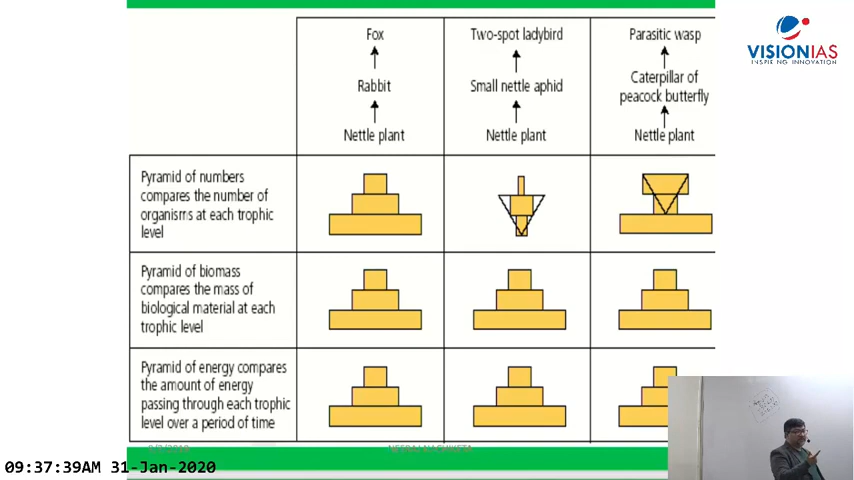 VISIONIAS
INSPIRING INNOVATION
Fox
Rabbit
Nettle plant
Two-spot ladybird
Small nettle aphid
Nettle plant
Parasitic wasp
Caterpillar of
peacock butterfly
Nettle plant
Pyramid of numbers
compares the number of
organisms at each trophic
level
Pyramid of biomass
compares the mass of
biological material at each
trophic level
Pyramid of energy compares
the amount of energy
passing through each trophic
level over a period of time
09:37:39AM 31-Jan-2020